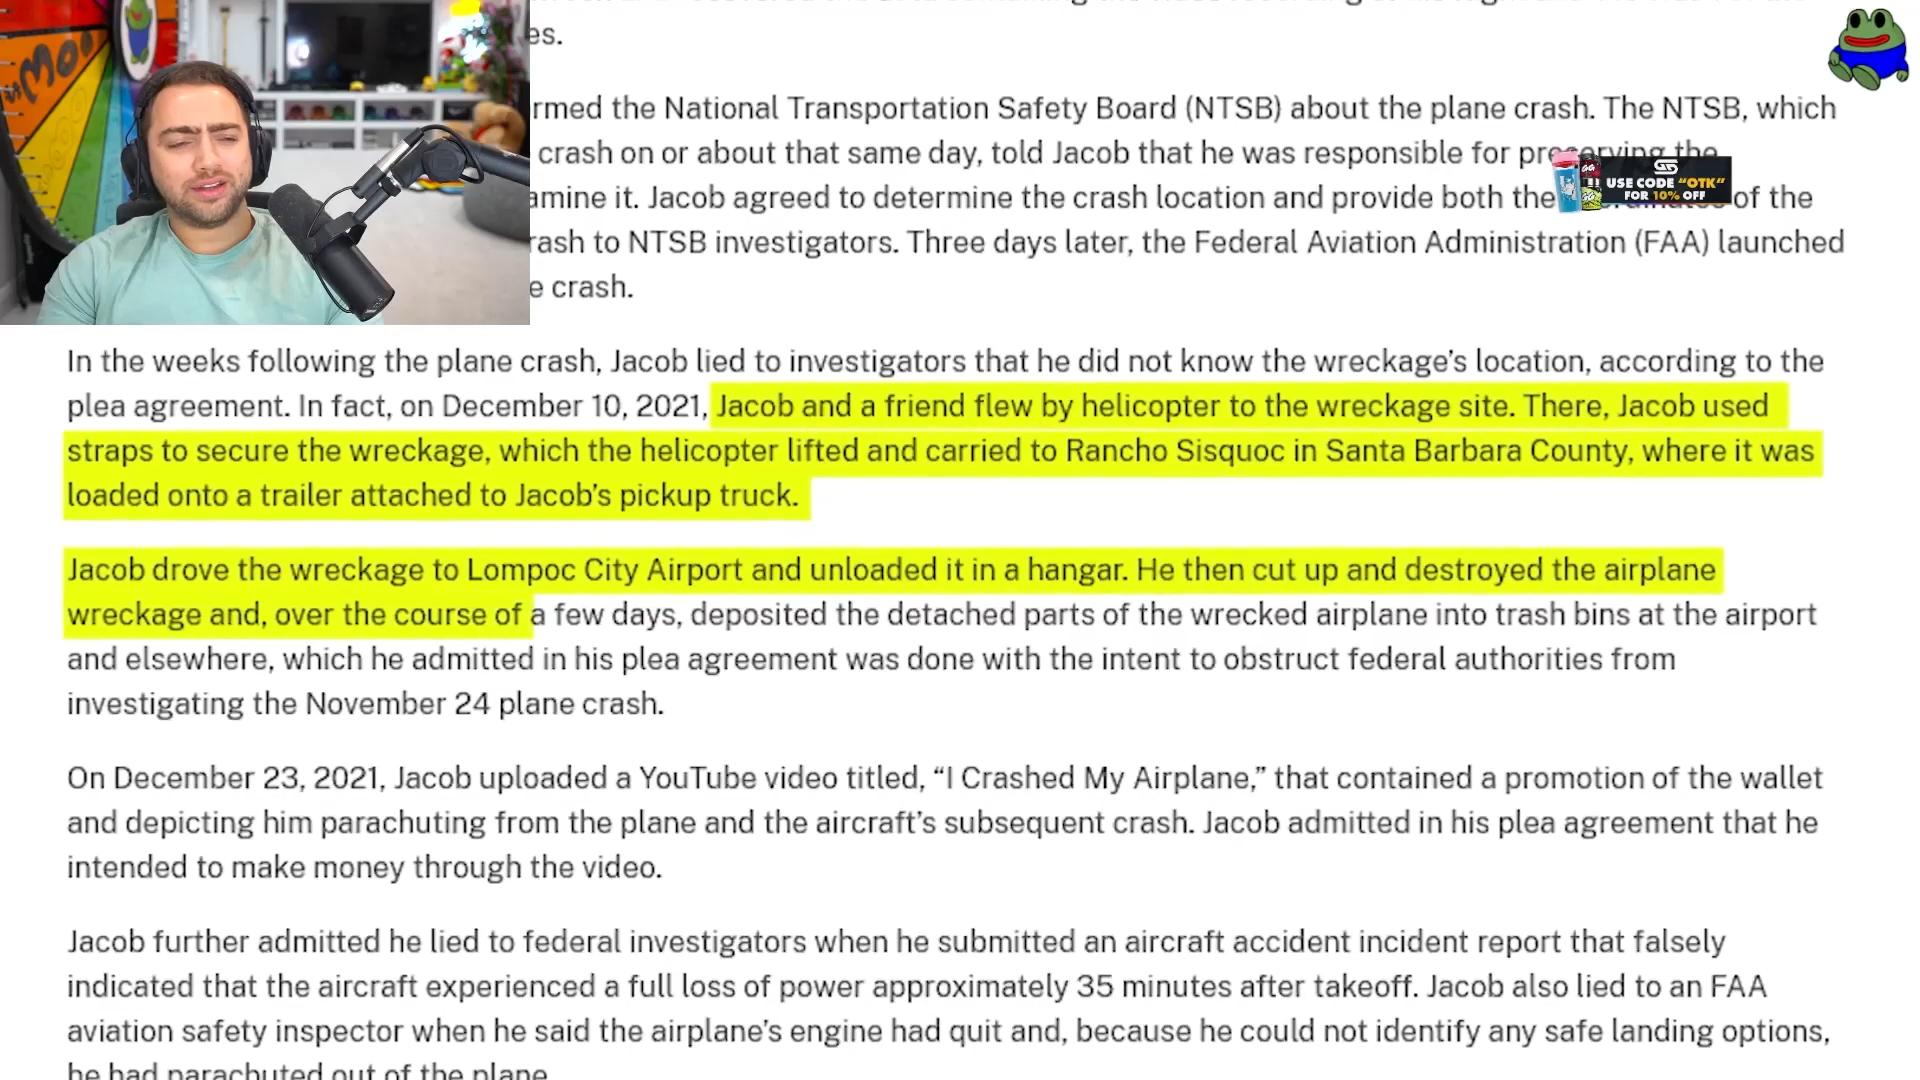 es.
rmed the National Transportation Safety Board (NTSB) about the plane crash. The NTSB, which
crash on or about that same day, told Jacob that he was responsible for preserving the
amine it. Jacob agreed to determine the crash location and provide both the of the
USE CODE "OTK"
FOR 10% OFF
rash to NTSB investigators. Three days later, the Federal Aviation Administration (FAA) launched
e crash.
In the weeks following the plane crash, Jacob lied to investigators that he did not know the wreckage's location, according to the
plea agreement. In fact, on December 10, 2021, Jacob and a friend flew by helicopter to the wreckage site. There, Jacob used
straps to secure the wreckage, which the helicopter lifted and carried to Rancho Sisquoc in Santa Barbara County, where it was
loaded onto a trailer attached to Jacob's pickup truck.
Jacob drove the wreckage to Lompoc City Airport and unloaded it in a hangar. He then cut up and destroyed the airplane
wreckage and, over the course of a few days, deposited the detached parts of the wrecked airplane into trash bins at the airport
and elsewhere, which he admitted in his plea agreement was done with the intent to obstruct federal authorities from
investigating the November 24 plane crash.
On December 23, 2021, Jacob uploaded a YouTube video titled, “I Crashed My Airplane,” that contained a promotion of the wallet
and depicting him parachuting from the plane and the aircraft's subsequent crash. Jacob admitted in his plea agreement that he
intended to make money through the video.
Jacob further admitted he lied to federal investigators when he submitted an aircraft accident incident report that falsely
indicated that the aircraft experienced a full loss of power approximately 35 minutes after takeoff. Jacob also lied to an FAA
aviation safety inspector when he said the airplane's engine had quit and, because he could not identify any safe landing options,
he had parachuted out of the plane